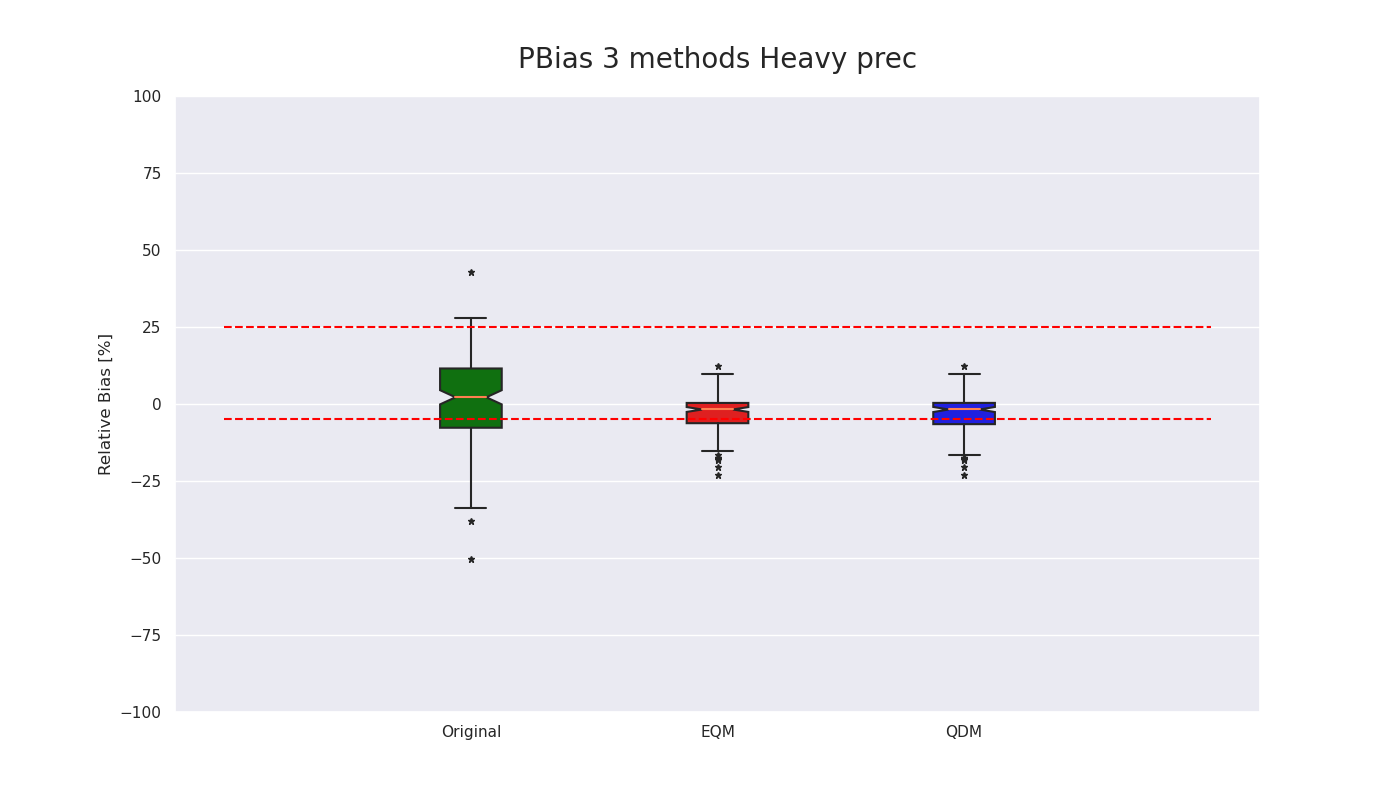 PBias 3 methods Heavy prec
100
75
50
25
0
−25
−50
−75
−100
Relative Bias [%]
Original
EQM
QDM